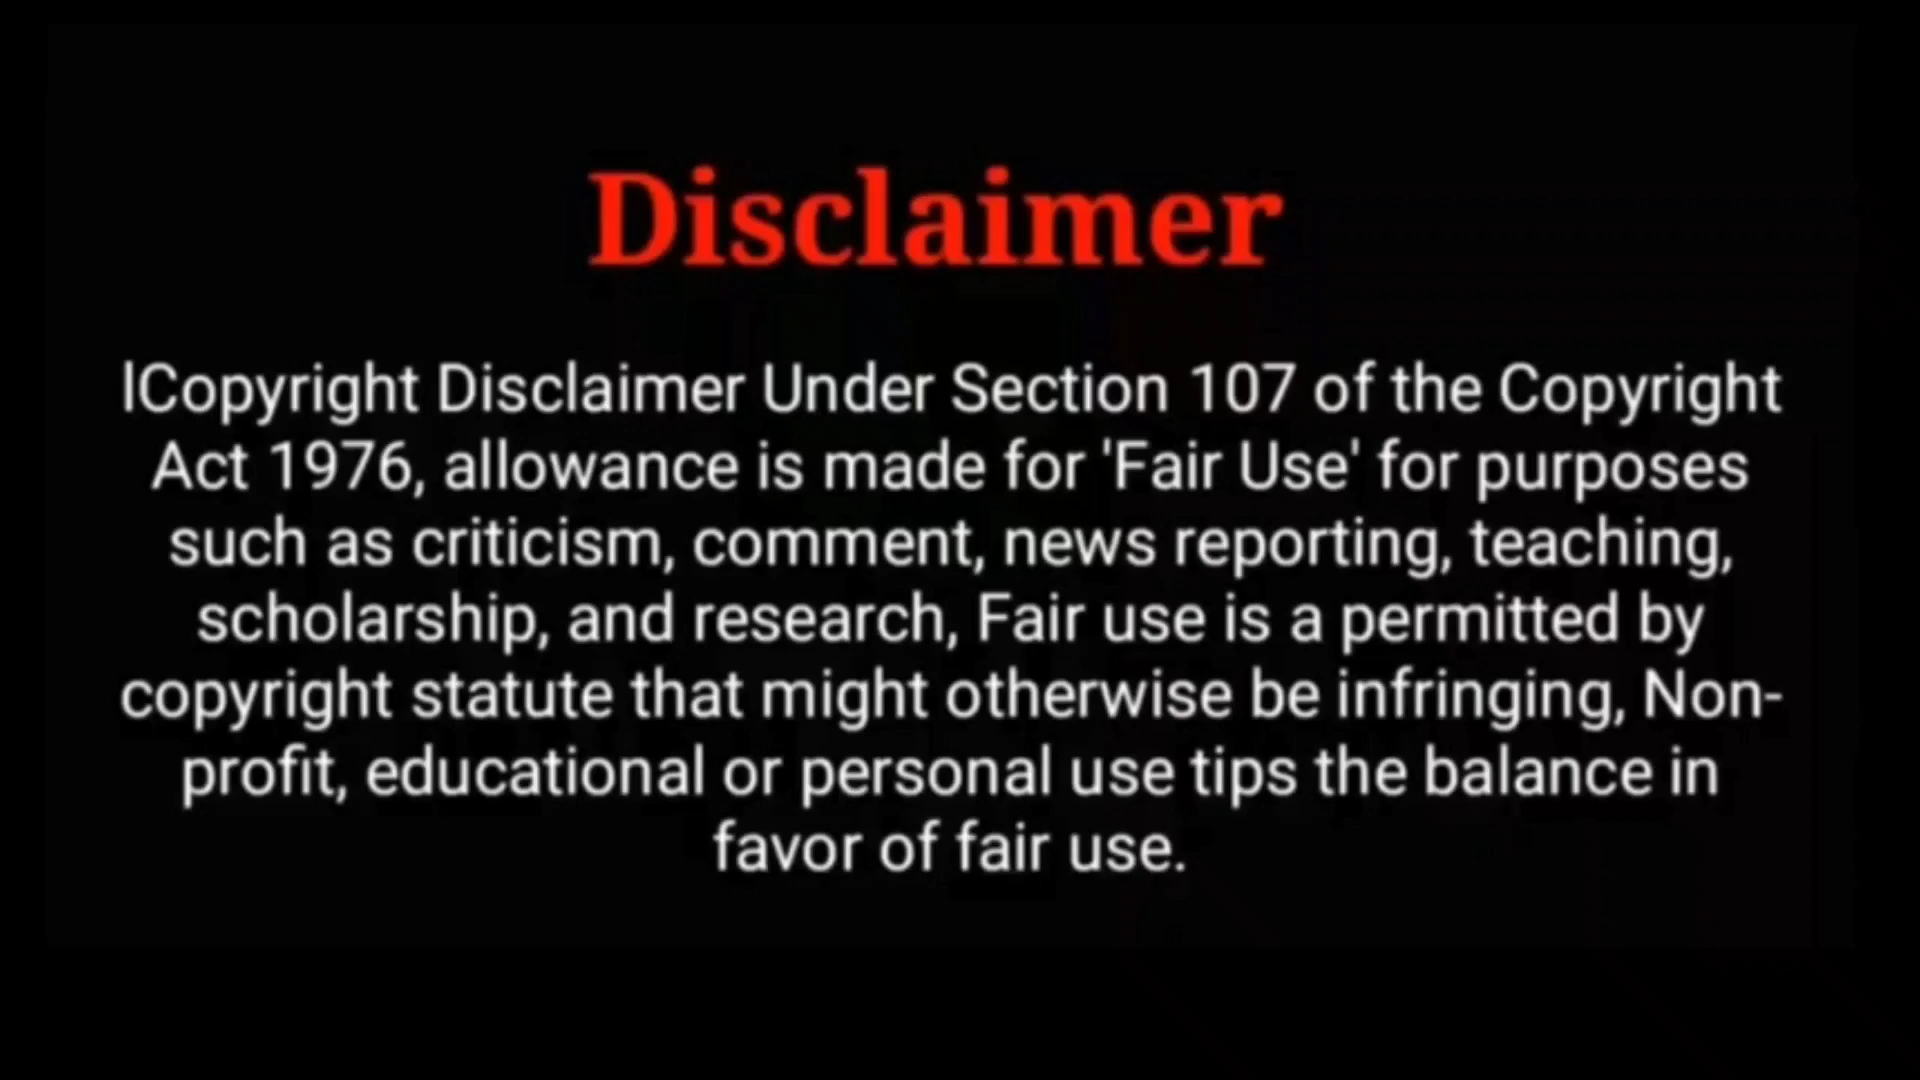 Disclaimer
lCopyright Disclaimer Under Section 107 of the Copyright
Act 1976, allowance is made for 'Fair Use' for purposes
such as criticism, comment, news reporting, teaching,
scholarship, and research, Fair use is a permitted by
copyright statute that might otherwise be infringing, Non-
profit, educational or personal use tips the balance in
favor of fair use.